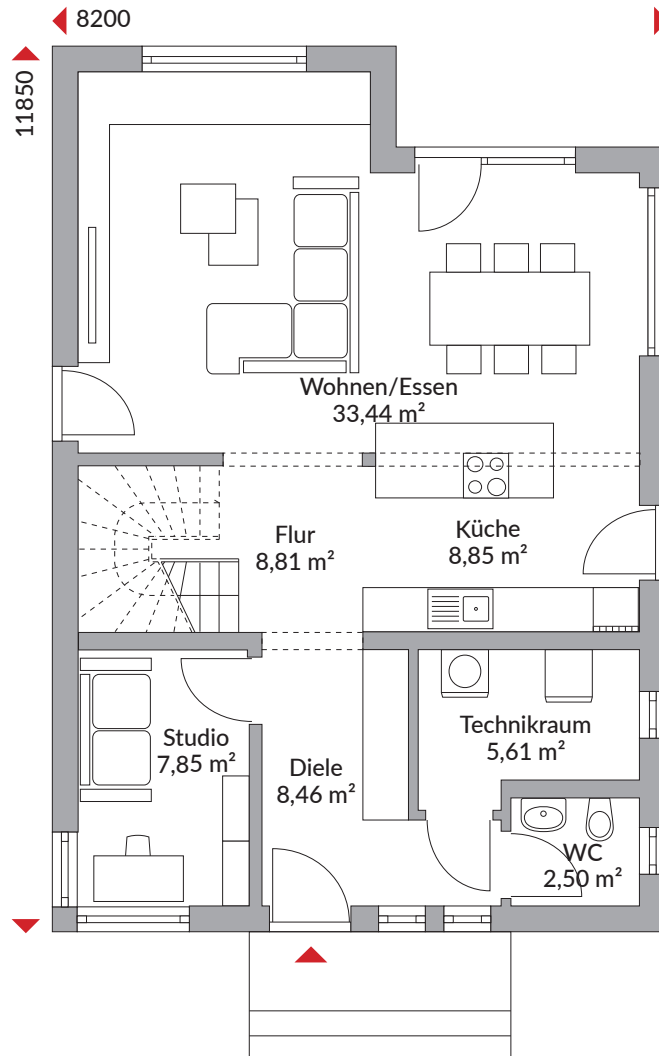 8200
11850
Wohnen/Essen
33,44 m²
Flur
8,81 m²
Küche
8,85 m²
Studio
7,85 m²
Diele
8,46 m²
Technikraum
5,61 m²
WC
2,50 m²